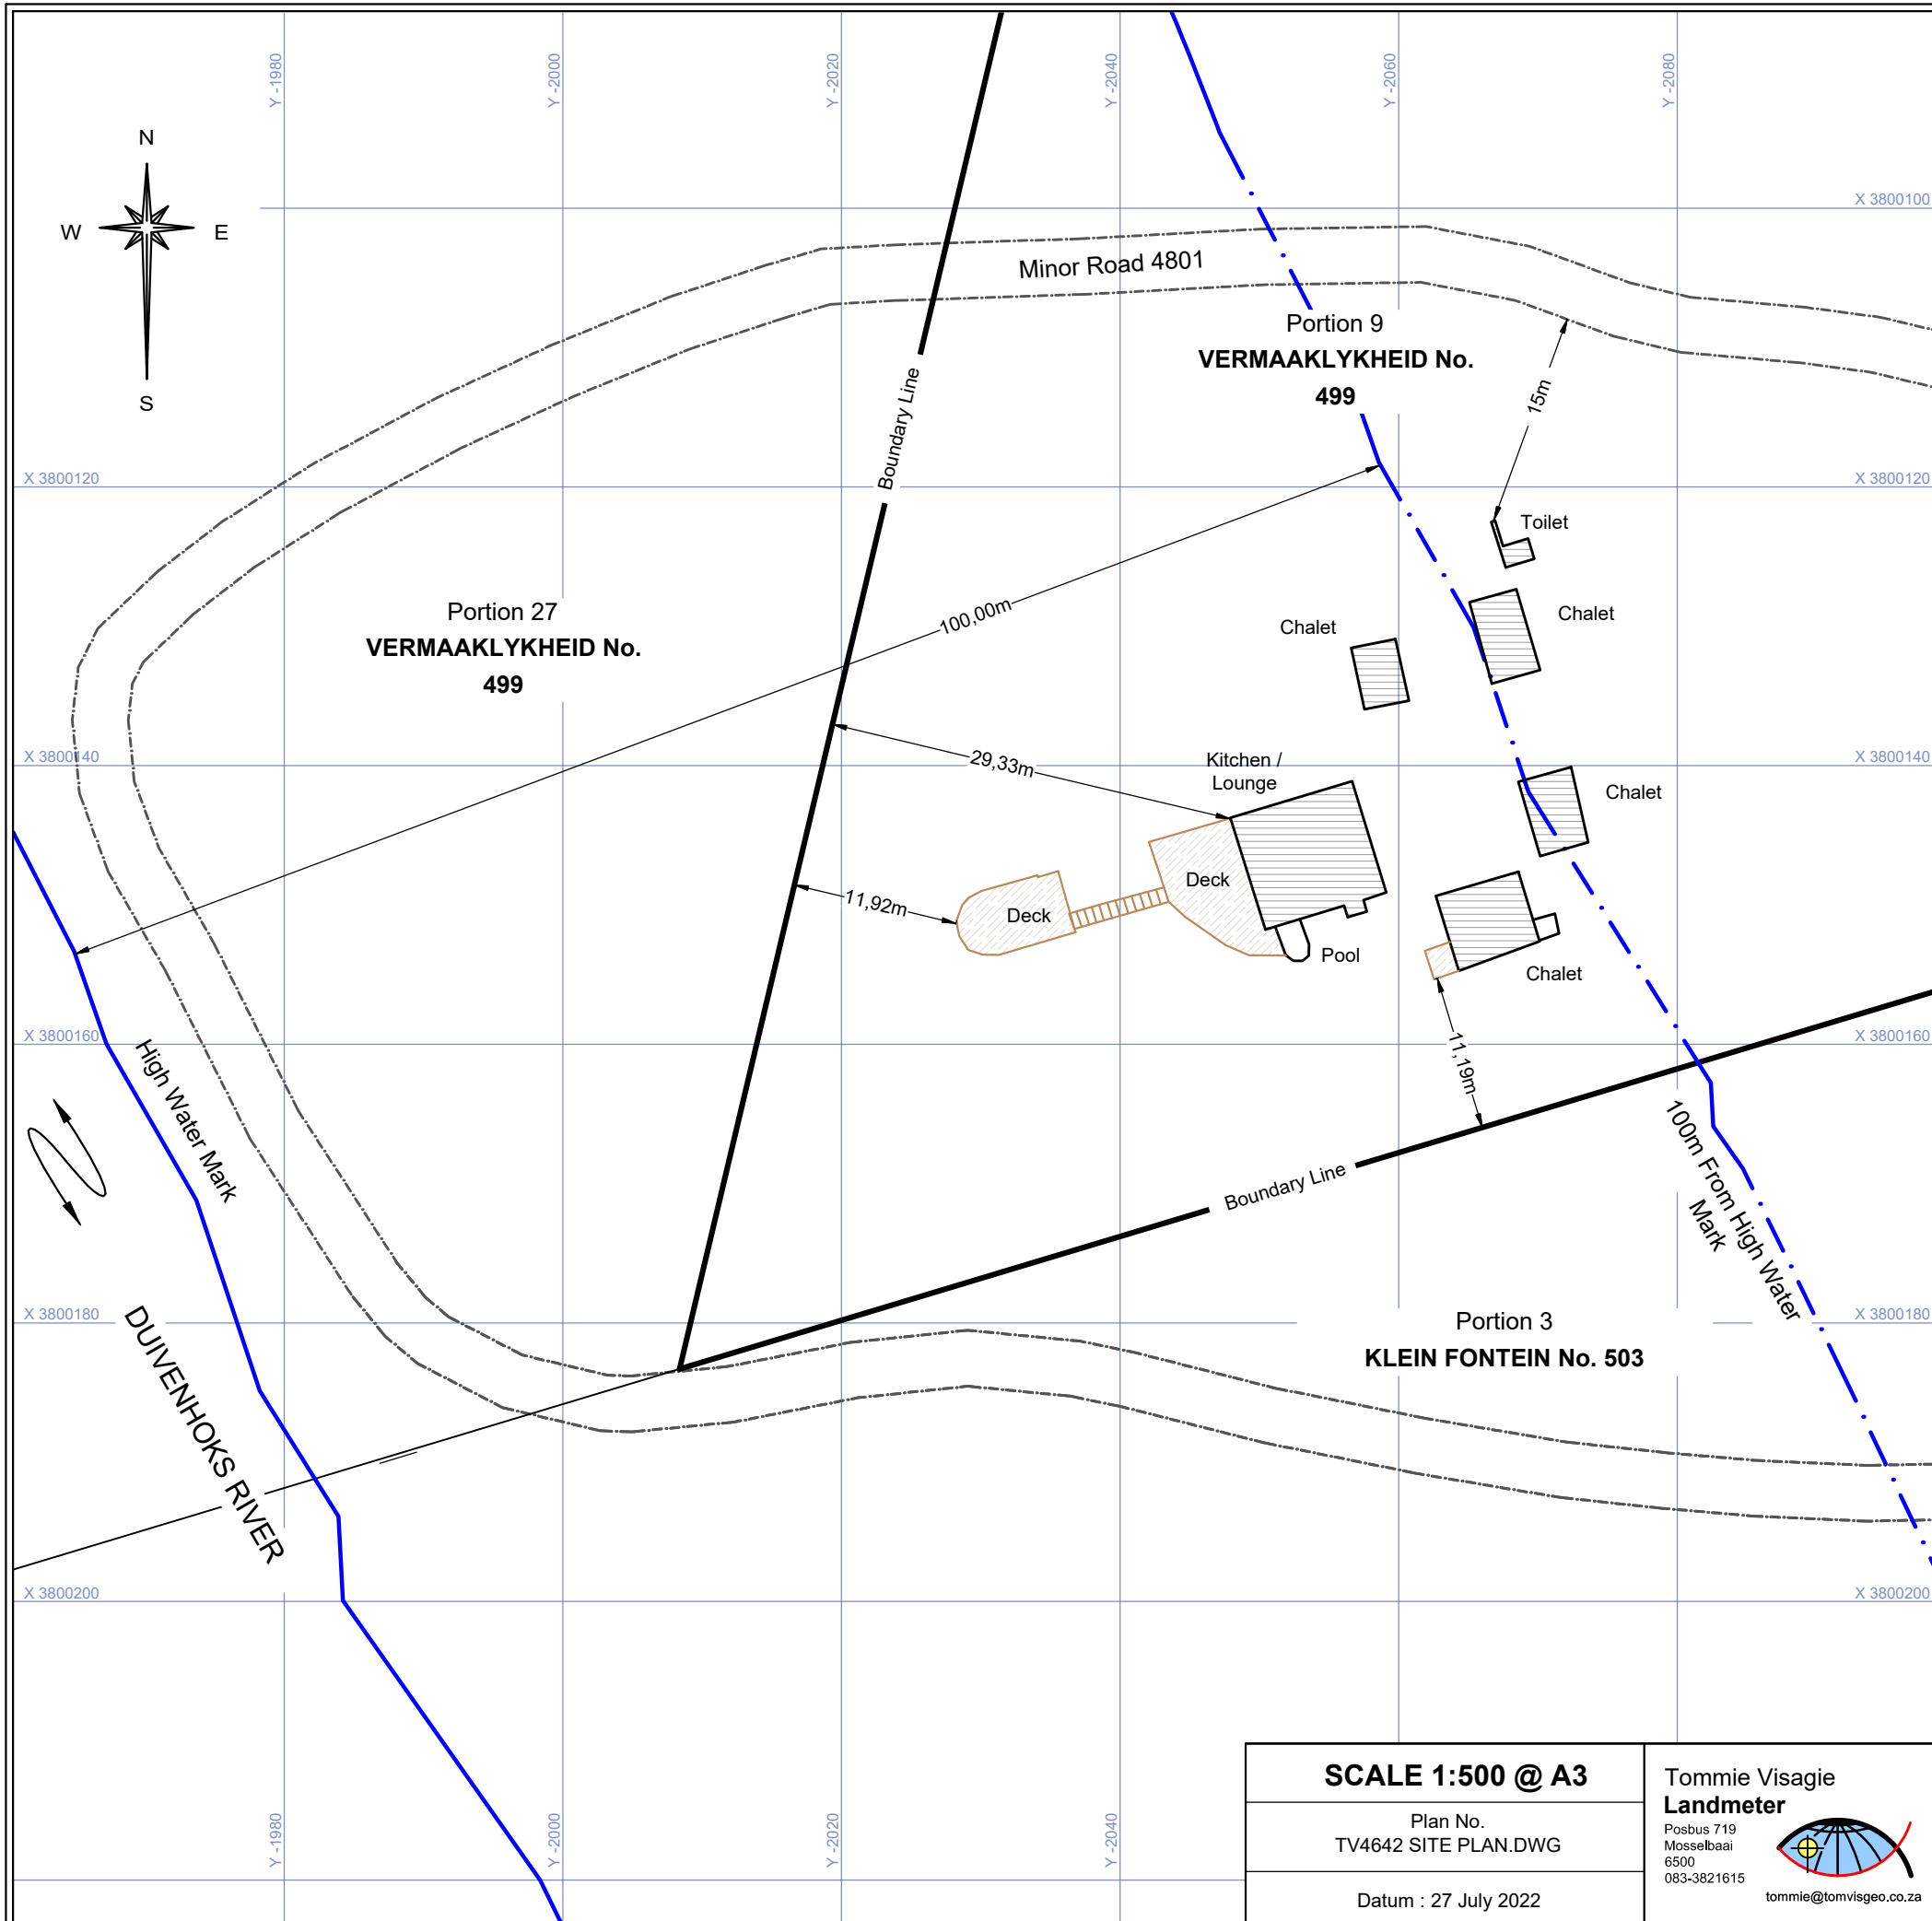 Y -1980
Y -2000
Y -2020
Y -2040
Y -2060
Y -2080
N
W
E
S
X 3800100
Minor Road 4801
Portion 9
VERMAAKLYKHEID No.
499
15m
Boundary Line
X 3800120
X 3800120
Toilet
Portion 27
VERMAAKLYKHEID No.
499
100,00m
Chalet
Chalet
X 3800140
X 3800140
29,33m
Kitchen /
Lounge
Chalet
Deck
11,92m
Deck
Pool
Chalet
X 3800160
X 3800160
High Water Mark
11,19m
100m From High Water
Mark
Boundary Line
X 3800180
X 3800180
DUIVENHOKS RIVER
Portion 3
KLEIN FONTEIN No. 503
X 3800200
X 3800200
Y -1980
Y -2000
Y -2020
Y -2040
SCALE 1:500 @ A3
Plan No.
TV4642 SITE PLAN.DWG
Datum : 27 July 2022
Tommie Visagie
Landmeter
Posbus 719
Mosselbaai
6500
083-3821615
tommie@tomvisgeo.co.za